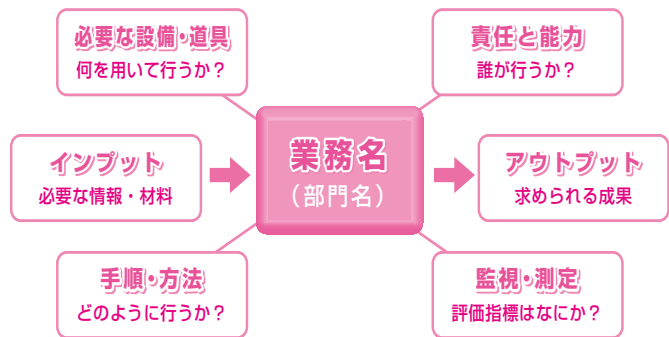 必要な設備・道具
何を用いて行うか？
責任と能力
誰が行うか？
インプット
必要な情報・材料
業務名
（部門名）
アウトプット
求められる成果
手順・方法
どのように行うか？
監視・測定
評価指標はなにか？